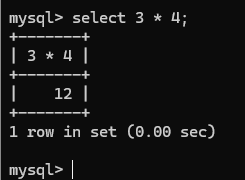 mysql> select 3 * 4;
+-------+
| 3 * 4 |
+-------+
|    12 |
+-------+
1 row in set (0.00 sec)
mysql>